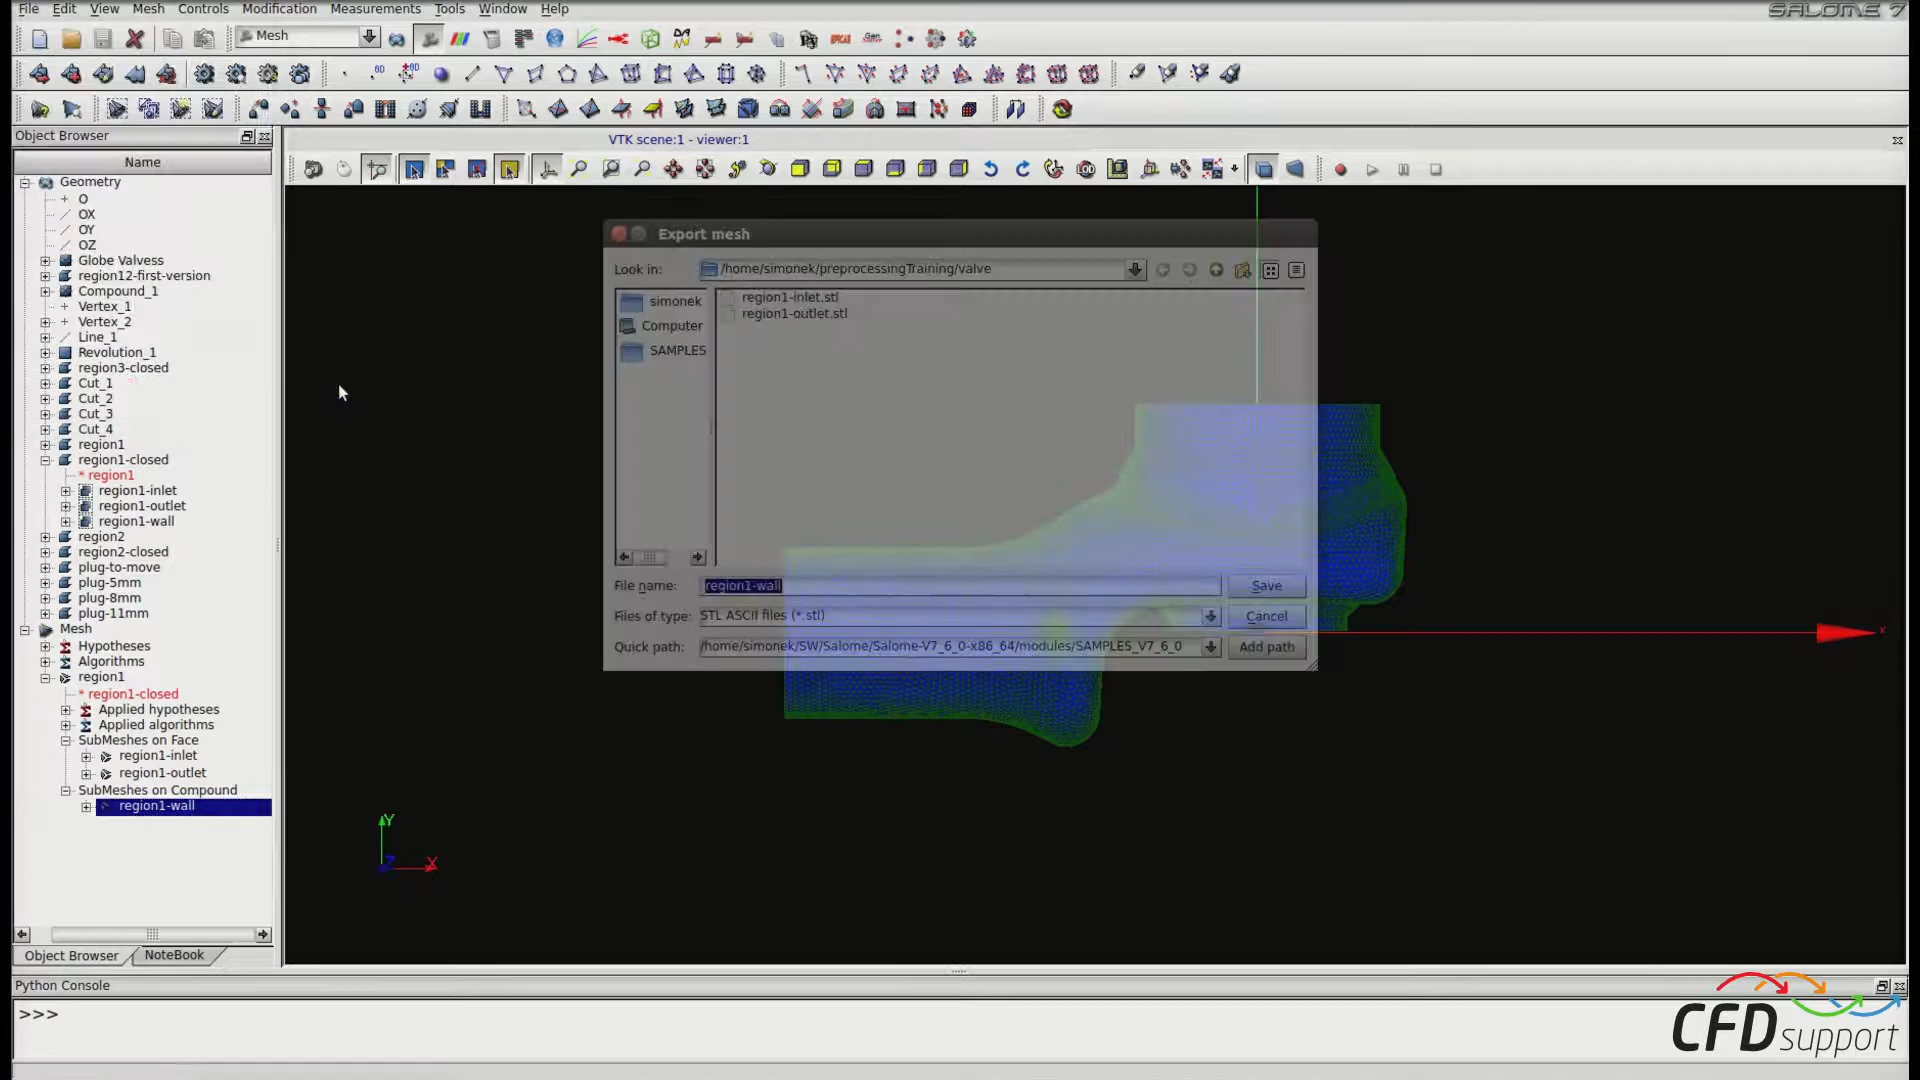 File Edit View Mesh Controls Modification Measurements Tools Window Help
SALOME 7
Mesh
Object Browser
VTK scene:1 - viewer:1
Name
Geometry
O
OX
OY
OZ
Globe Valvess
region12-first-version
Compound_1
Vertex_1
Vertex_2
Line_1
Revolution_1
region3-closed
Cut_1
Cut_2
Cut_3
Cut_4
region1
region1-closed
* region1
region1-inlet
region1-outlet
region1-wall
region2
region2-closed
plug-to-move
plug-5mm
plug-8mm
plug-11mm
Mesh
Hypotheses
Algorithms
region1
* region1-closed
Applied hypotheses
Applied algorithms
SubMeshes on Face
region1-inlet
region1-outlet
SubMeshes on Compound
region1-wall
Object Browser NoteBook
Export mesh
Look in: /home/simonek/preprocessingTraining/valve
simonek
Computer
SAMPLES
region1-inlet.stl
region1-outlet.stl
File name: region1-wall Save
Files of type: STL ASCII files (*.stl) Cancel
Quick path: /home/simonek/SW/Salome/Salome-V7_6_0-x86_64/modules/SAMPLES_V7_6_0 Add path
X
Y
Z X
Python Console
>>>
CFD support